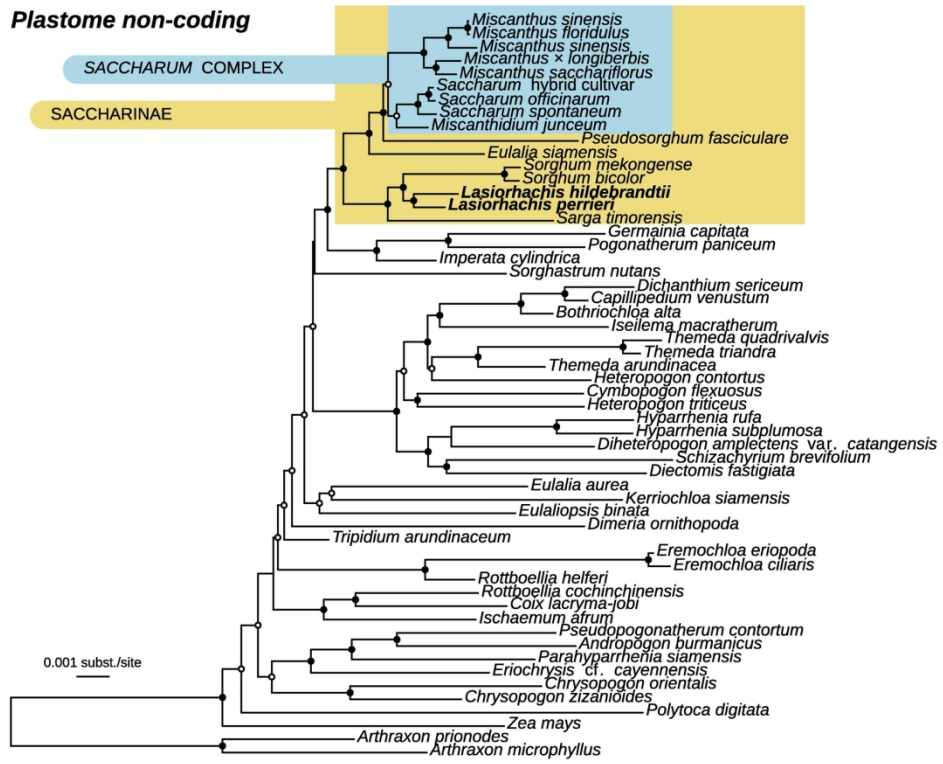 Plastome non-coding
Miscanthus sinensis
Miscanthus floridulus
Miscanthus sinensis
SACCHARUM COMPLEX
Miscanthus × longiberbis
Miscanthus sacchariflorus
Saccharum hybrid cultivar
Saccharum officinarum
SACCHARINAE
Saccharum spontaneum
Miscanthidium junceum
Pseudosorghum fasciculare
Eulalia siamensis
Sorghum mekongense
Sorghum bicolor
Lasiorhachis hildebrandtii
Lasiorhachis perrieri
Sarga timorensis
Germainia capitata
Pogonatherum paniceum
Imperata cylindrica
Sorghastrum nutans
Dichanthium sericeum
Capillipedium venustum
Bothriochloa alta
Iseilema macratherum
Themeda quadrivalvis
Themeda triandra
Themeda arundinacea
Heteropogon contortus
Cymbopogon flexuosus
Heteropogon triticeus
Hyparrhenia rufa
Hyparrhenia subplumosa
Diheteropogon amplectens var. catangensis
Schizachyrium brevifolium
Diectomis fastigiata
Eulalia aurea
Kerriochloa siamensis
Eulaliopsis binata
Dimeria ornithopoda
Tripidium arundinaceum
Eremochloa eriopoda
Eremochloa ciliaris
Rottboellia helferi
Rottboellia cochinchinensis
Coix lacryma-jobi
Ischaemum afrum
Pseudopogonatherum contortum
Andropogon burmanicus
Parahyparrhenia siamensis
0.001 subst./site
Eriochrysis cf. cayennensis
Chrysopogon orientalis
Chrysopogon zizanioides
Polytoca digitata
Zea mays
Arthraxon prionodes
Arthraxon microphyllus